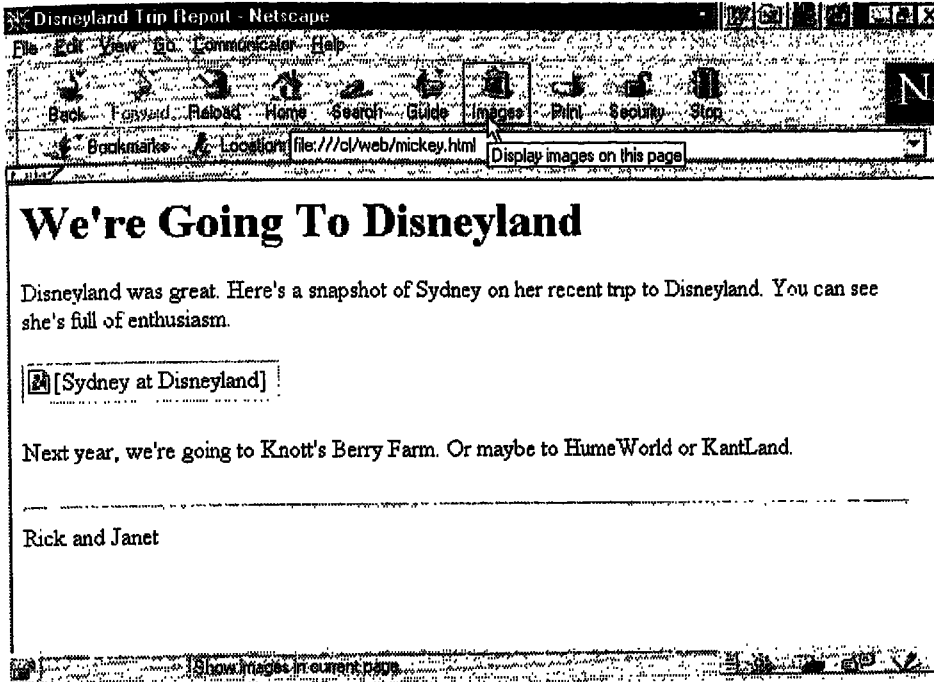 Disneyland Trip Report - Netscape
File Edit View Go Communicator Help
Back Forward Reload Home Search Guide Images Print Security Stop
N
Bookmarks Location: file:///c|/web/mickey.html
Display images on this page
We're Going To Disneyland
Disneyland was great. Here's a snapshot of Sydney on her recent trip to Disneyland. You can see
she's full of enthusiasm.
[Sydney at Disneyland]
Next year, we're going to Knott's Berry Farm. Or maybe to HumeWorld or KantLand.
Rick and Janet
Show images in current page